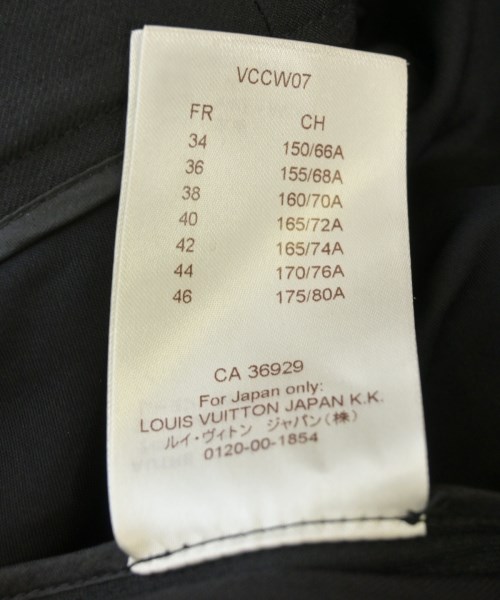 VCCW07
FR CH
34 150/66A
36 155/68A
38 160/70A
40 165/72A
42 165/74A
44 170/76A
46 175/80A
CA 36929
For Japan only:
LOUIS VUITTON JAPAN K.K.
ルイ・ヴィトン ジャパン(株)
0120-00-1854